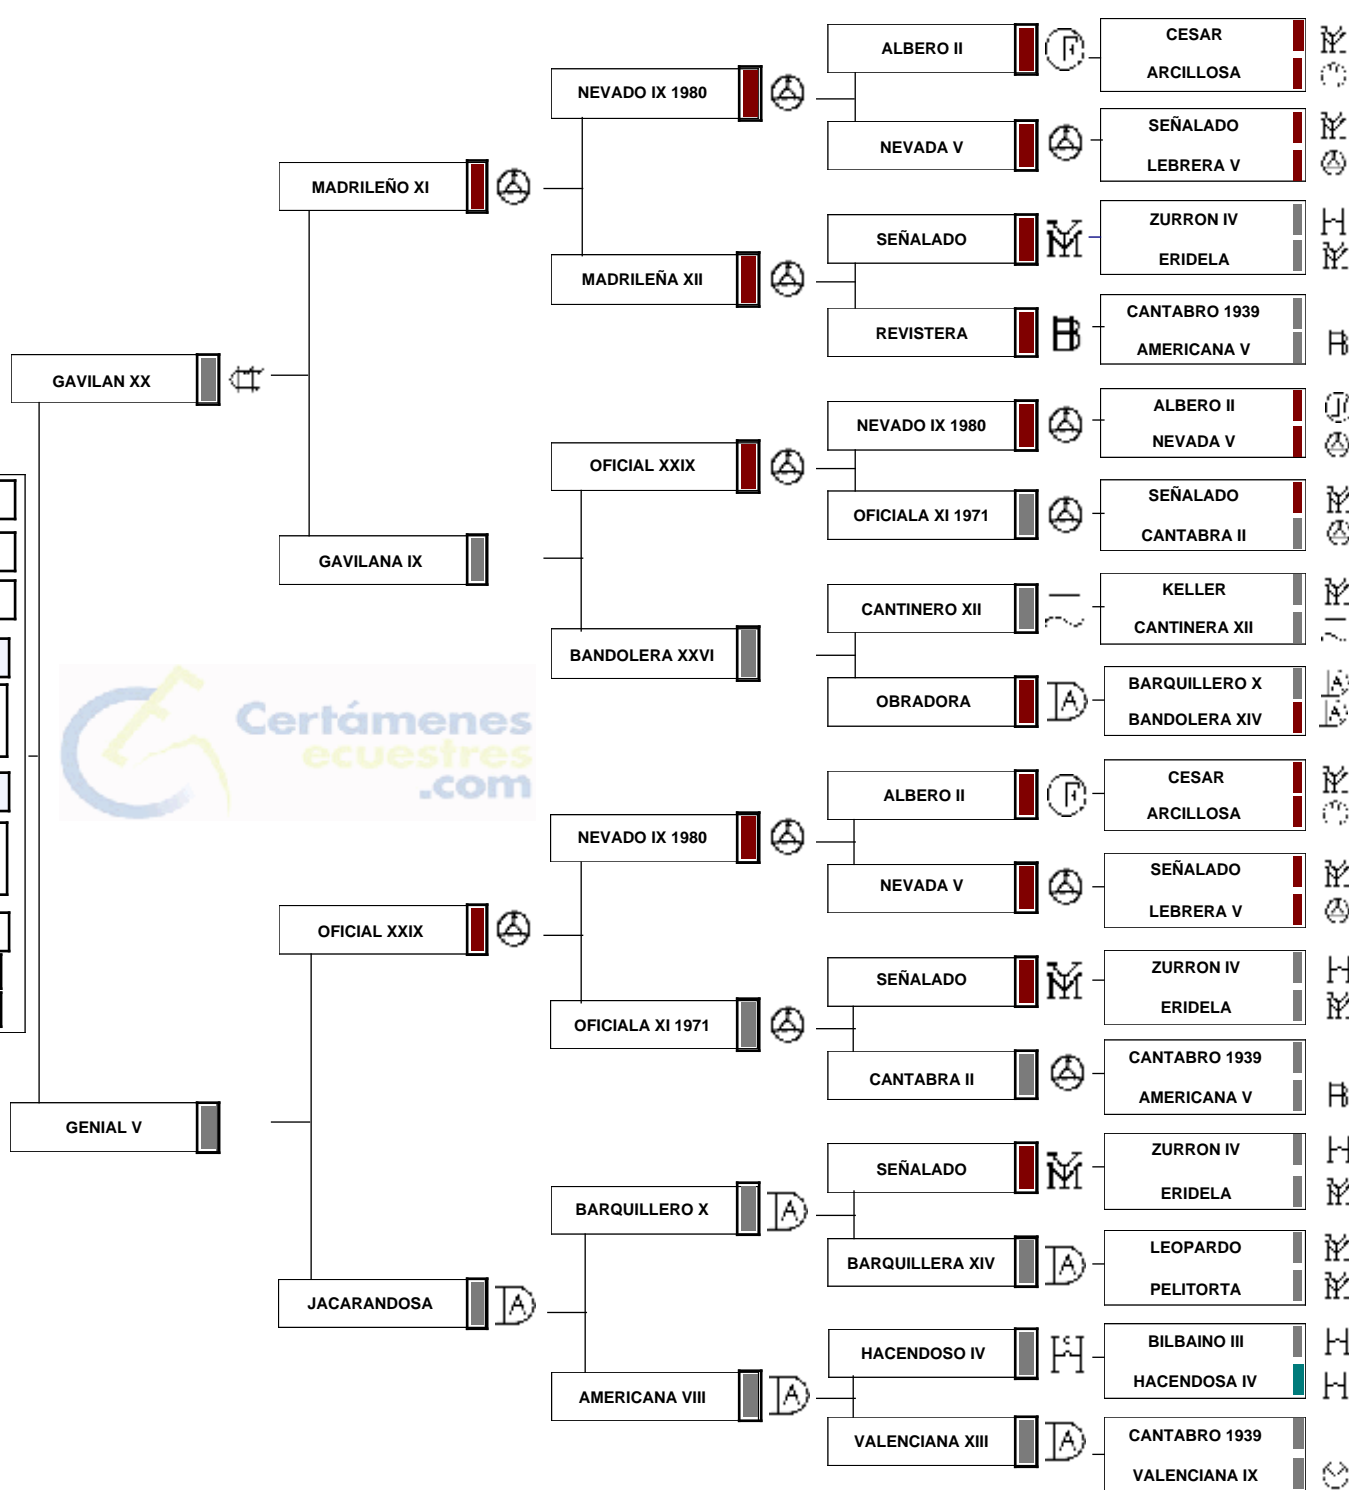 GAVILAN XX
GENIAL V
MADRILEÑO XI
GAVILANA IX
OFICIAL XXIX
JACARANDOSA
NEVADO IX 1980
MADRILEÑA XII
OFICIAL XXIX
BANDOLERA XXVI
NEVADO IX 1980
OFICIALA XI 1971
BARQUILLERO X
AMERICANA VIII
ALBERO II
NEVADA V
SEÑALADO
REVISTERA
NEVADO IX 1980
OFICIALA XI 1971
CANTINERO XII
OBRADORA
ALBERO II
NEVADA V
SEÑALADO
CANTABRA II
SEÑALADO
BARQUILLERA XIV
HACENDOSO IV
VALENCIANA XIII
CESAR
ARCILLOSA
SEÑALADO
LEBRERA V
ZURRON IV
ERIDELA
CANTABRO 1939
AMERICANA V
ALBERO II
NEVADA V
SEÑALADO
CANTABRA II
KELLER
CANTINERA XII
BARQUILLERO X
BANDOLERA XIV
CESAR
ARCILLOSA
SEÑALADO
LEBRERA V
ZURRON IV
ERIDELA
CANTABRO 1939
AMERICANA V
ZURRON IV
ERIDELA
LEOPARDO
PELITORTA
BILBAINO III
HACENDOSA IV
CANTABRO 1939
VALENCIANA IX
Certámenes
ecuestres
.com